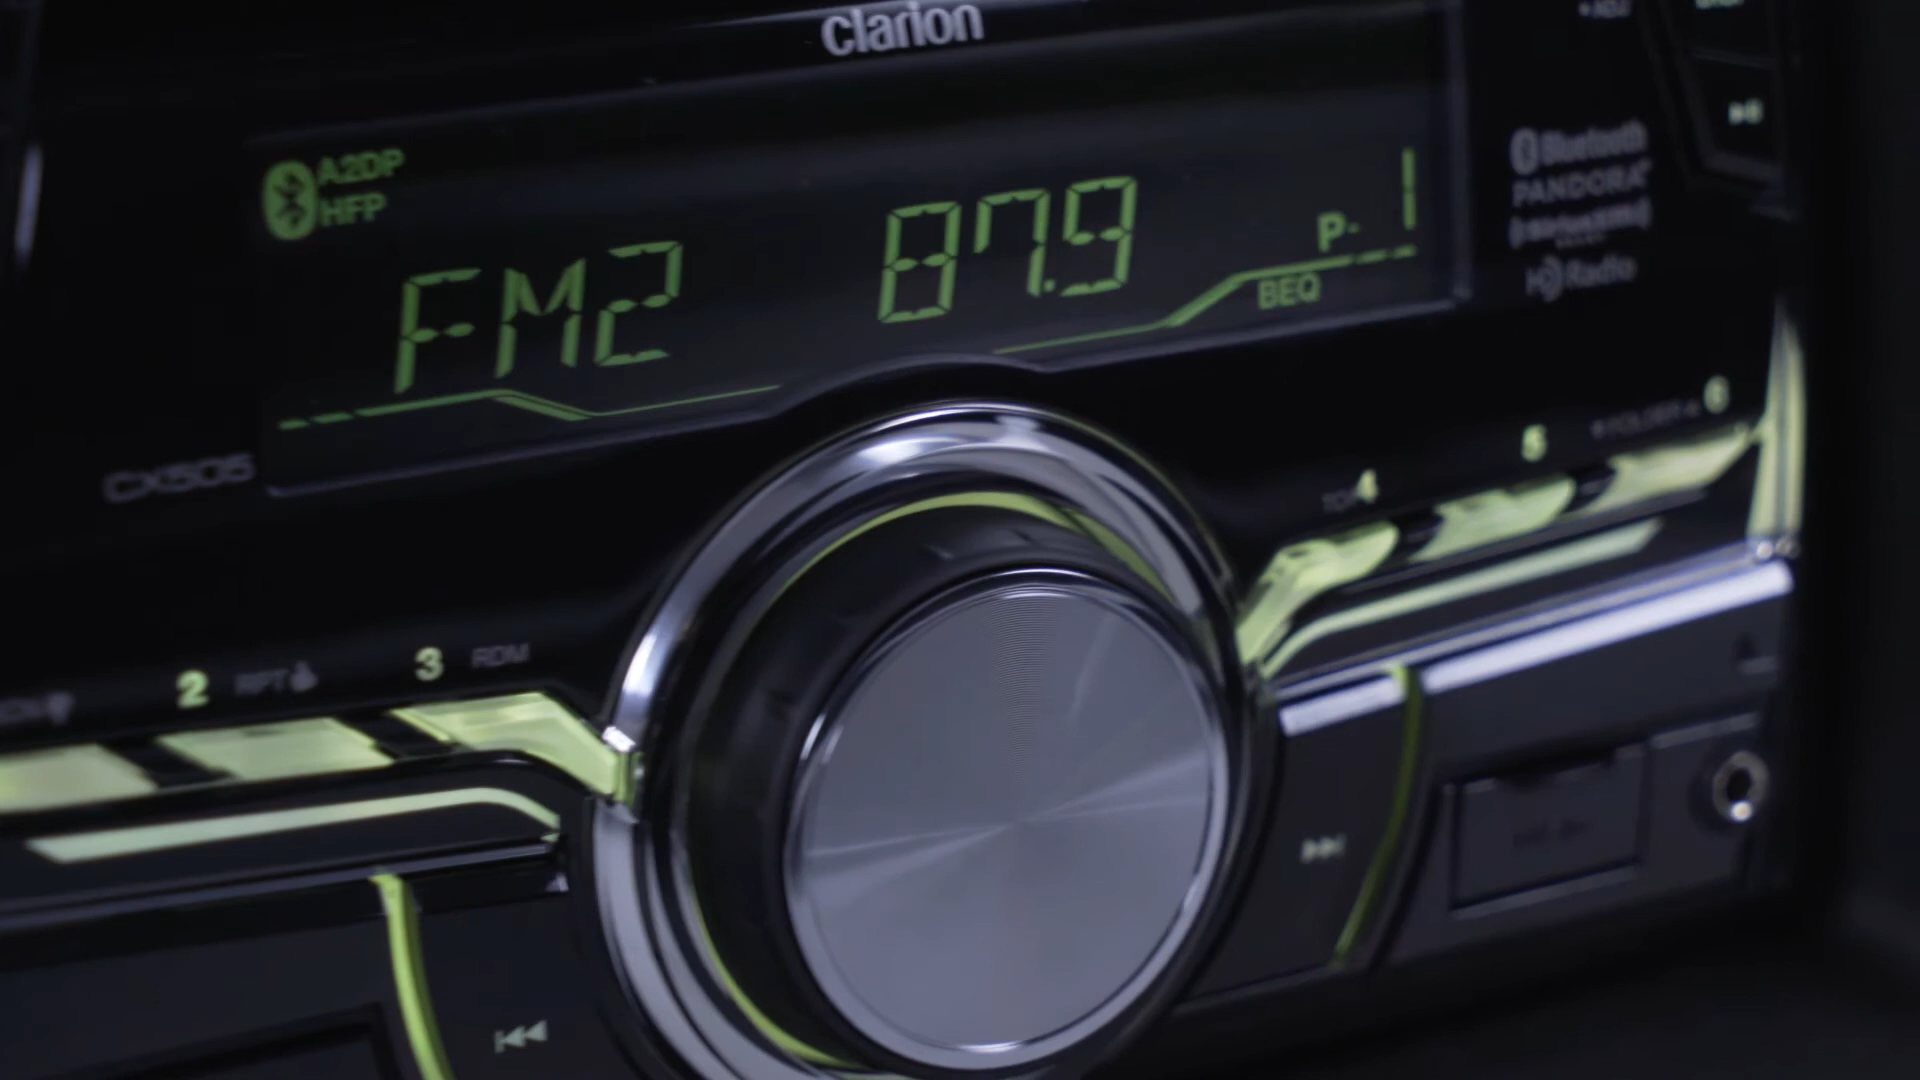 clarion
A2DP
HFP
FM2 87.9 P- 1
BEQ
Bluetooth
PANDORA
HD Radio
CX505
6
5
TOP 4
3 RDM
2 RPT